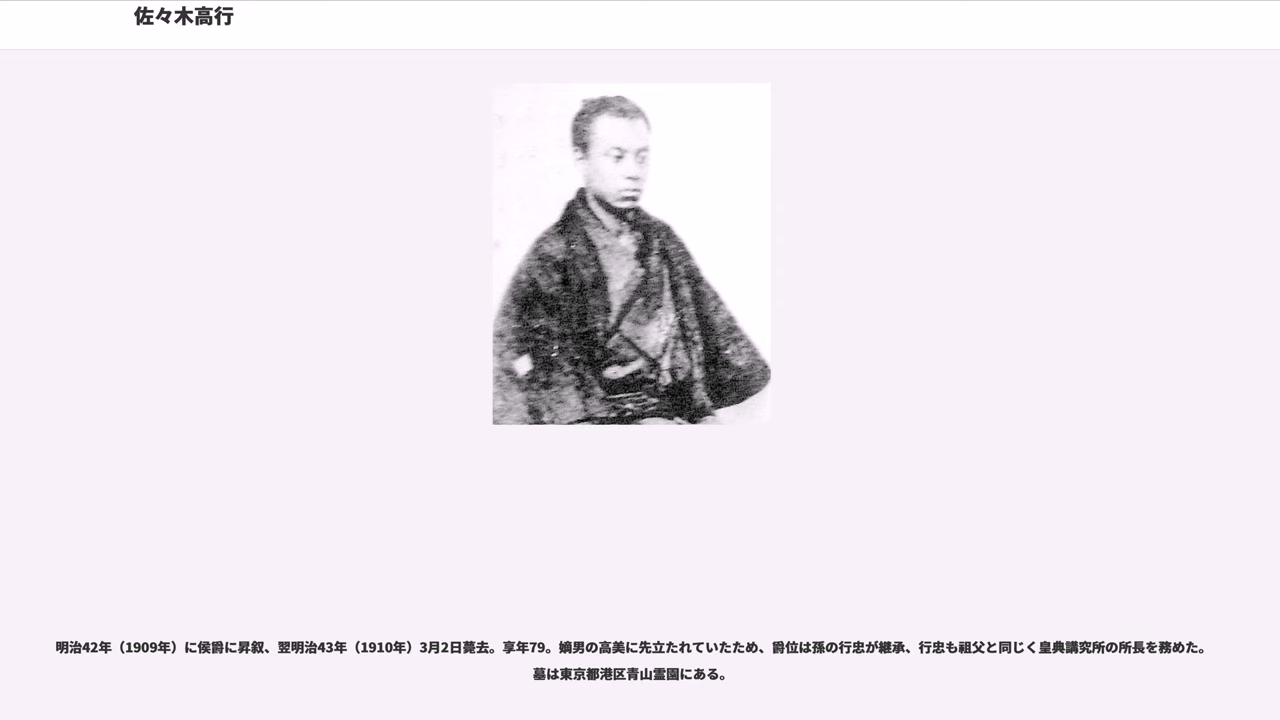 佐々木高行
明治42年（1909年）に侯爵に昇叙、翌明治43年（1910年）3月2日薨去。享年79。嫡男の高美に先立たれていたため、爵位は孫の行忠が継承、行忠も祖父と同じく皇典講究所の所長を務めた。
墓は東京都港区青山霊園にある。